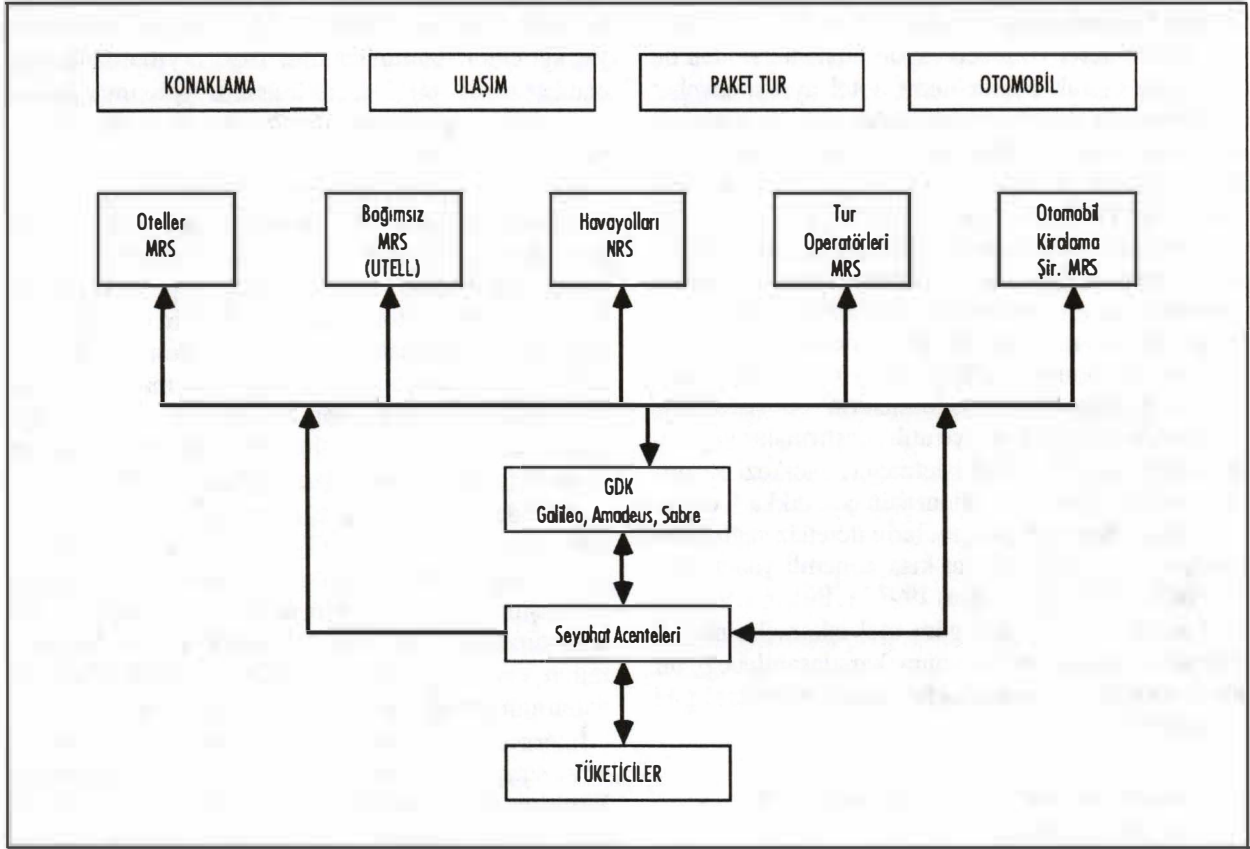 KONAKLAMA
ULAŞIM
PAKET TUR
OTOMOBİL
Oteller
MRS
Boğımsız
MRS
(UTELL)
Havayolları
NRS
Tur
Operatörleri
MRS
Otomobil
Kiralama
Şir. MRS
GDK
Galileo, Amadeus, Sabre
Seyahat Acenteleri
TÜKETİCİLER